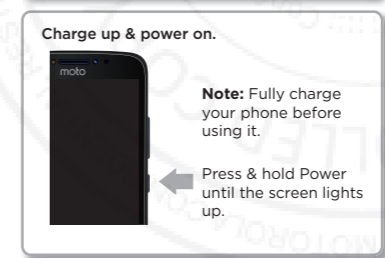 Charge up & power on.
moto
Note: Fully charge
your phone before
using it.
Press & hold Power
until the screen lights
up.